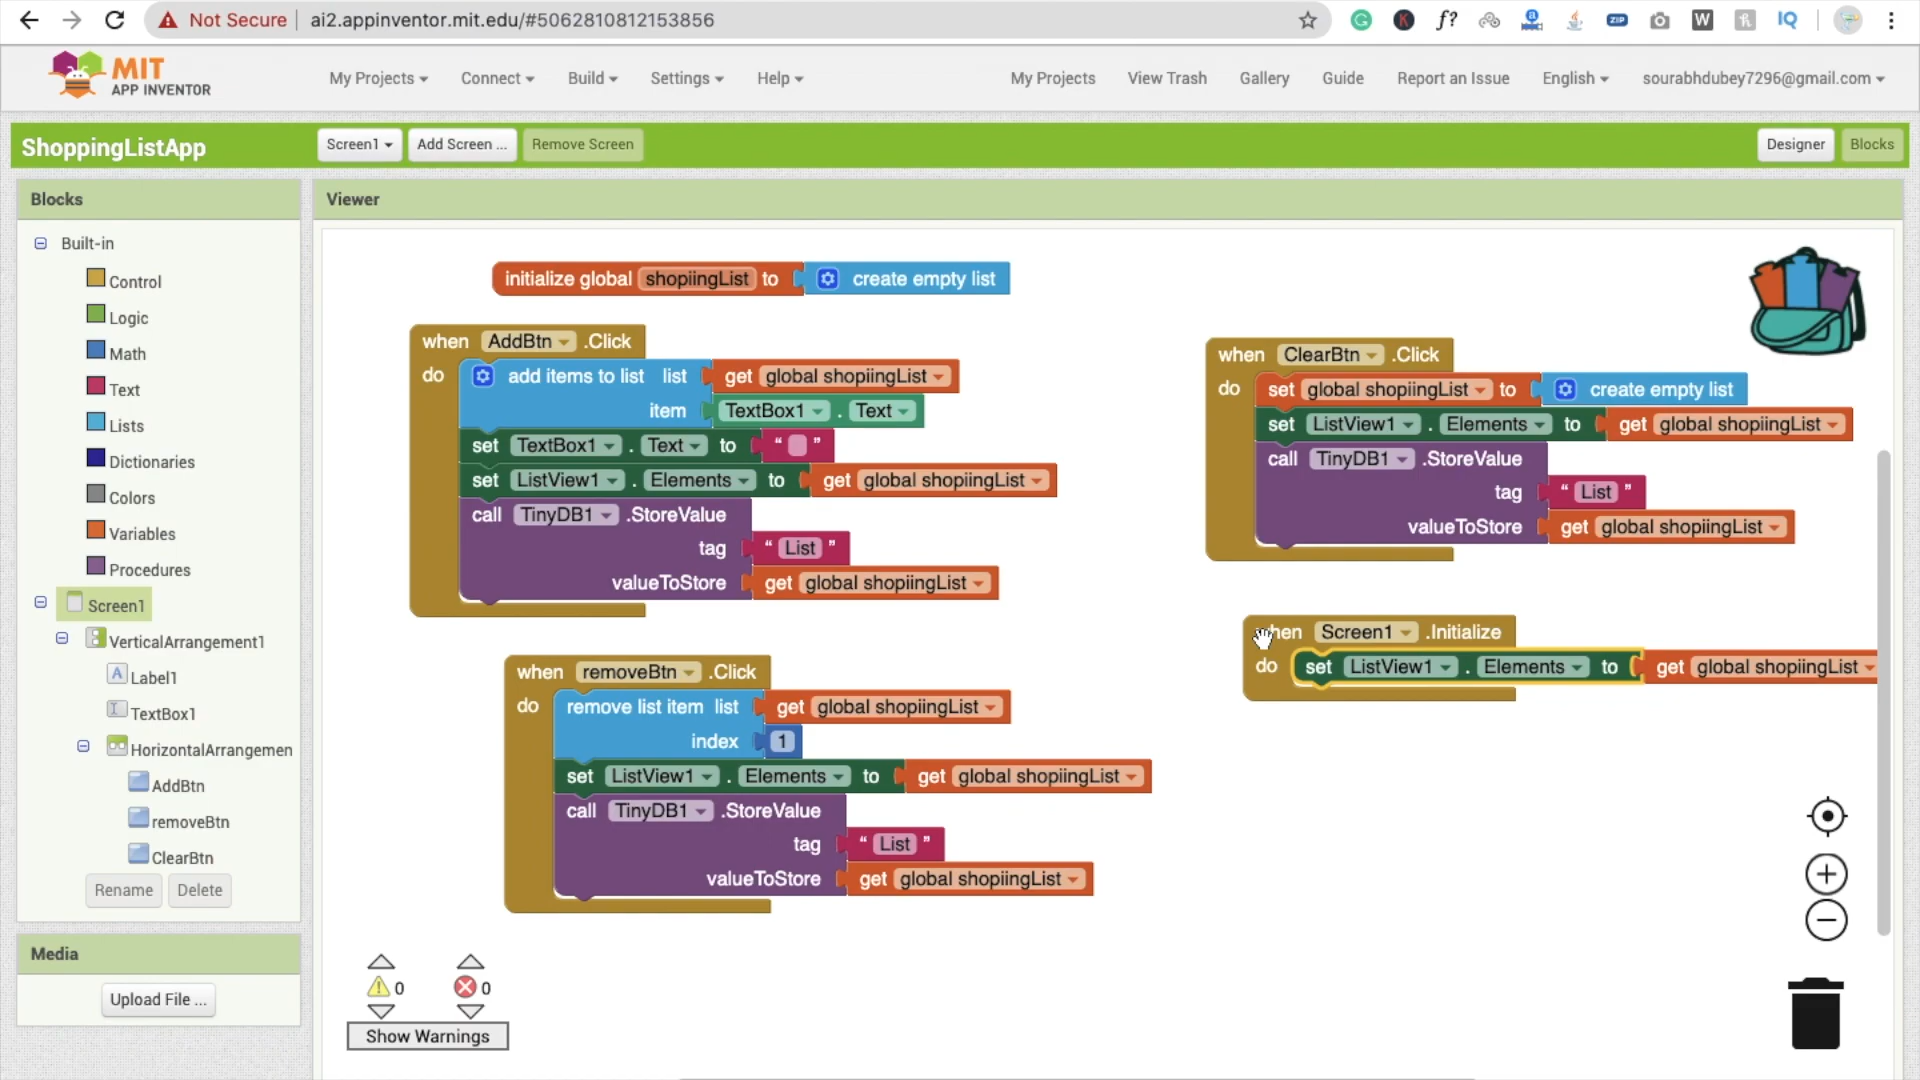 Not Secure | ai2.appinventor.mit.edu/#5062810812153856
MIT
APP INVENTOR
My Projects Connect Build Settings Help
My Projects View Trash Gallery Guide Report an Issue English sourabhdubey7296@gmail.com
ShoppingListApp
Screen1 Add Screen ... Remove Screen
Designer Blocks
Blocks
Built-in
Control
Logic
Math
Text
Lists
Dictionaries
Colors
Variables
Procedures
Screen1
VerticalArrangement1
Label1
TextBox1
HorizontalArrangemen
AddBtn
removeBtn
ClearBtn
Rename Delete
Media
Upload File ...
Viewer
initialize global shopiingList to create empty list
when AddBtn .Click
do add items to list list get global shopiingList
item TextBox1 . Text
set TextBox1 . Text to “ ”
set ListView1 . Elements to get global shopiingList
call TinyDB1 .StoreValue
tag “ List ”
valueToStore get global shopiingList
when removeBtn .Click
do remove list item list get global shopiingList
index 1
set ListView1 . Elements to get global shopiingList
call TinyDB1 .StoreValue
tag “ List ”
valueToStore get global shopiingList
when ClearBtn .Click
do set global shopiingList to create empty list
set ListView1 . Elements to get global shopiingList
call TinyDB1 .StoreValue
tag “ List ”
valueToStore get global shopiingList
when Screen1 .Initialize
do set ListView1 . Elements to get global shopiingList
0 0
Show Warnings